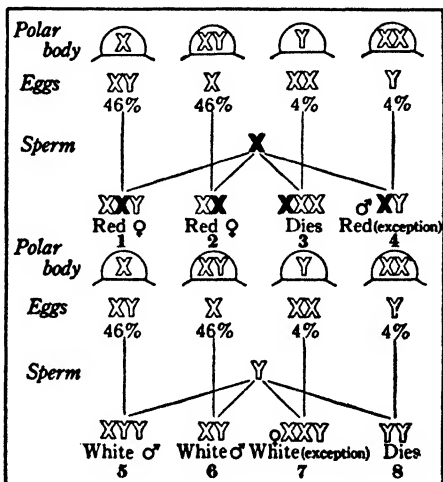 Polar body X XY Y XX
Eggs XY X XX Y
46% 46% 4% 4%
Sperm X
XXY XX XXX ♂ XY
Red ♀ Red ♀ Dies Red (exception)
1 2 3 4
Polar body X XY Y XX
Eggs XY X XX Y
46% 46% 4% 4%
Sperm Y
XYY XY ♀XXY YY
White ♂ White ♂ White (exception) Dies
5 6 7 8